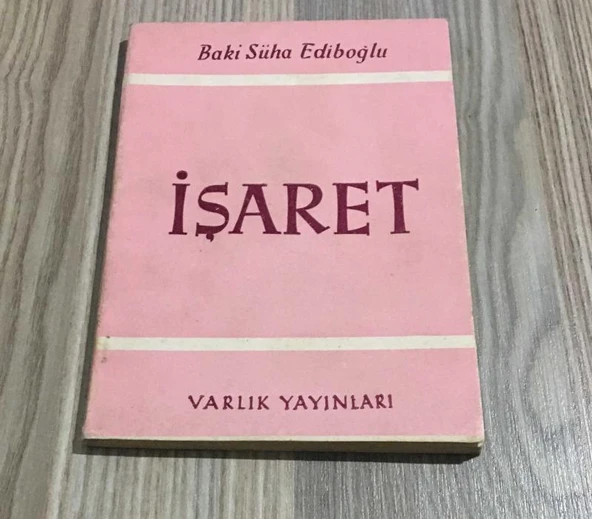 Baki Süha Ediboğlu
İŞARET
VARLIK YAYINLARI